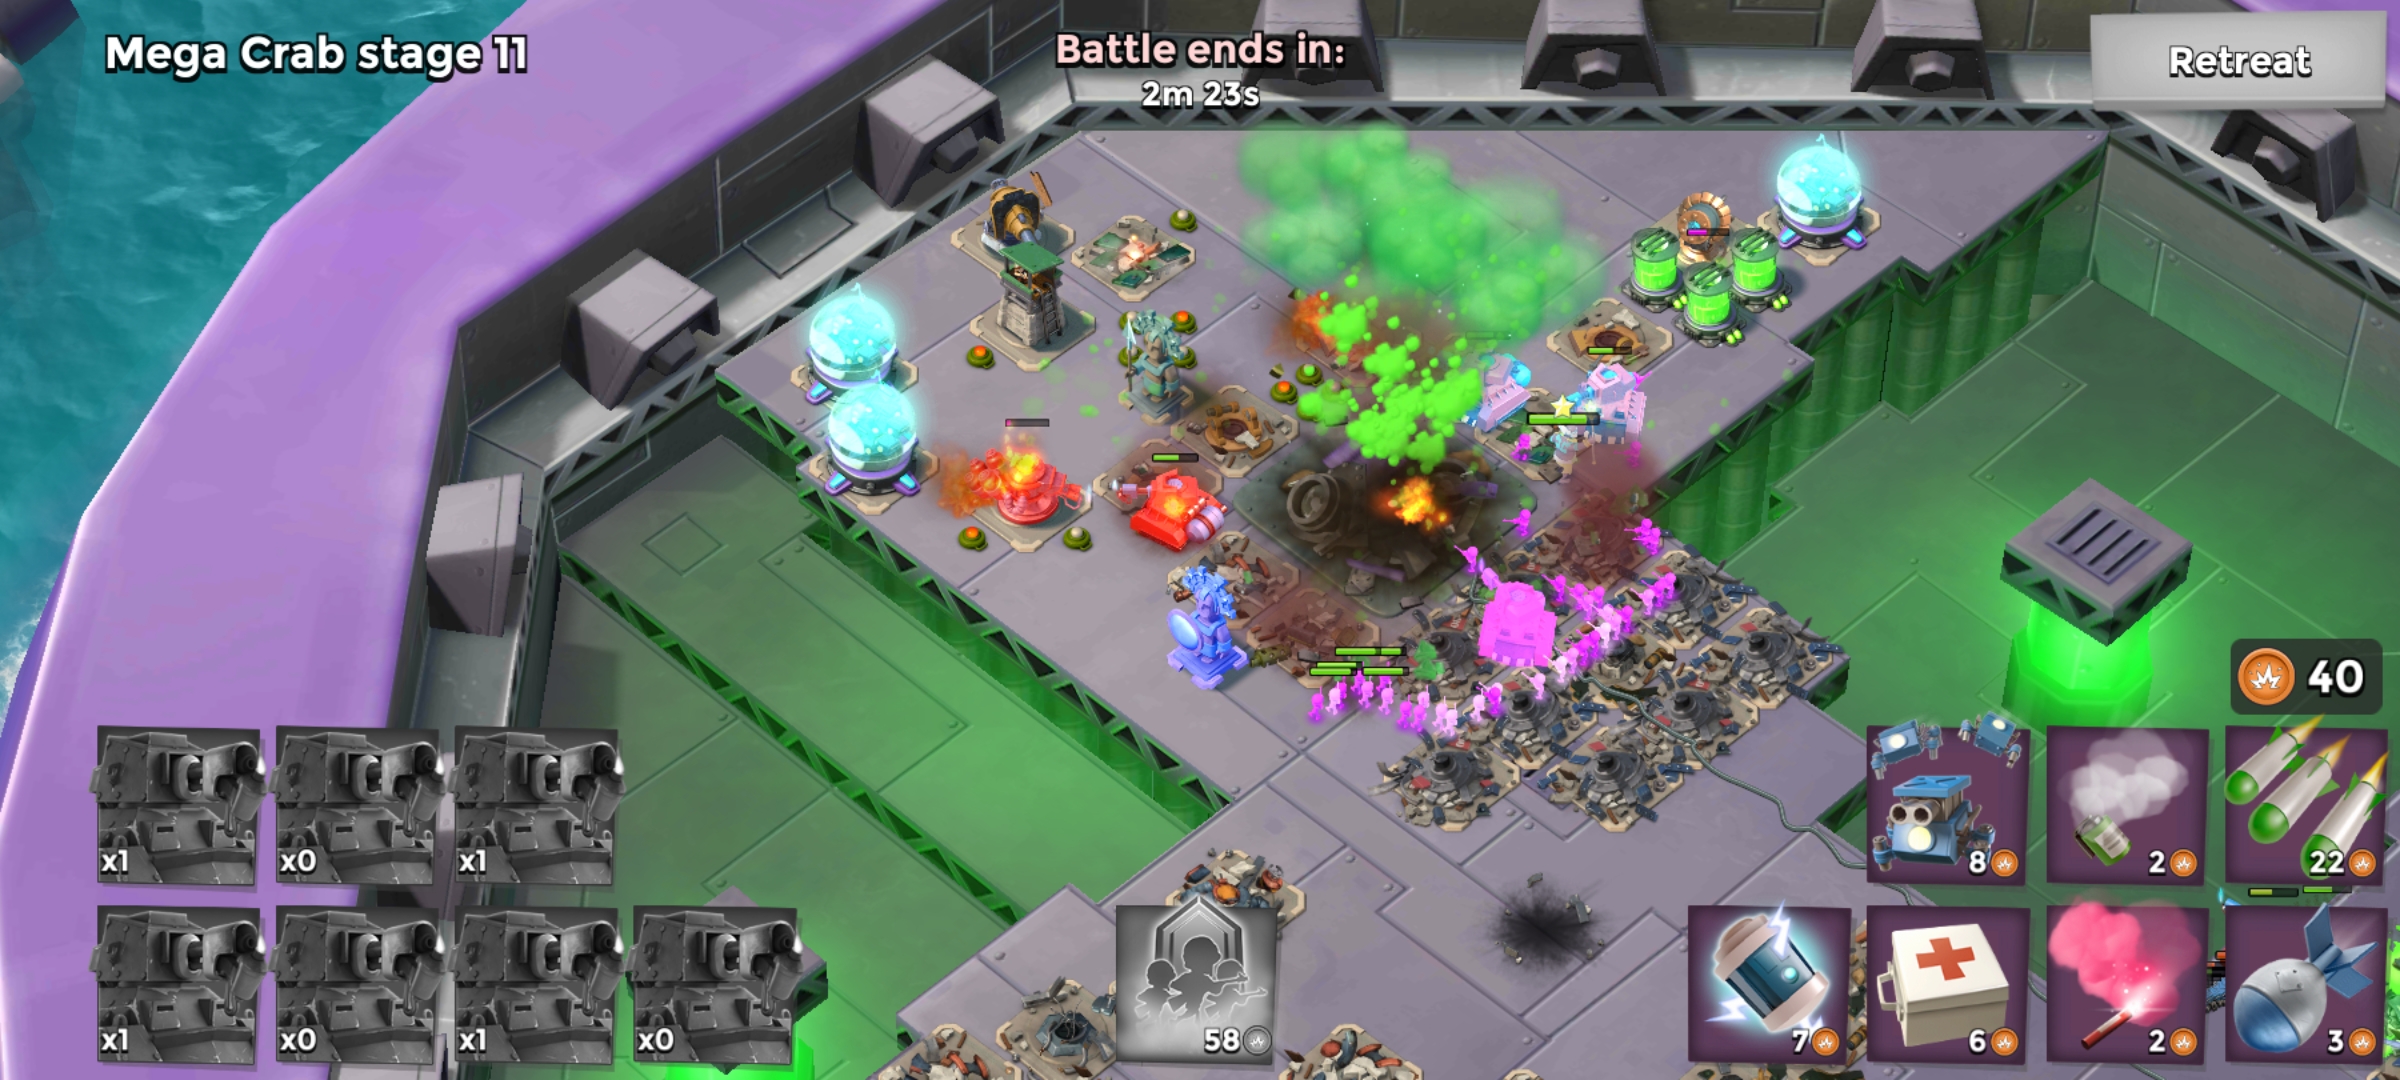 Mega Crab stage 11
Battle ends in:
2m 23s
Retreat
40
x1
x0
x1
8
2
22
x1
x0
x1
x0
58
7
6
2
3